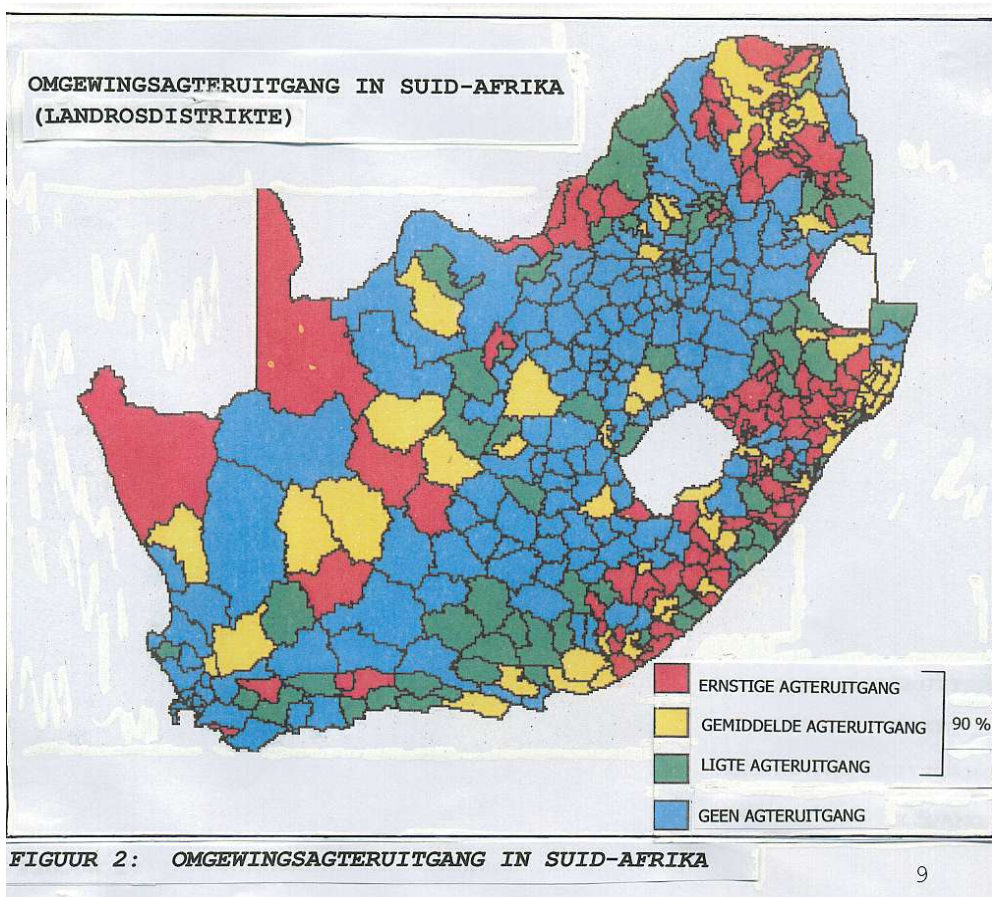 OMGEWINGSAGTERUITGANG IN SUID-AFRIKA
(LANDROSDISTRIKTE)
ERNSTIGE AGTERUITGANG
GEMIDDELDE AGTERUITGANG
90 %
LIGTE AGTERUITGANG
GEEN AGTERUITGANG
FIGUUR 2: OMGEWINGSAGTERUITGANG IN SUID-AFRIKA
9